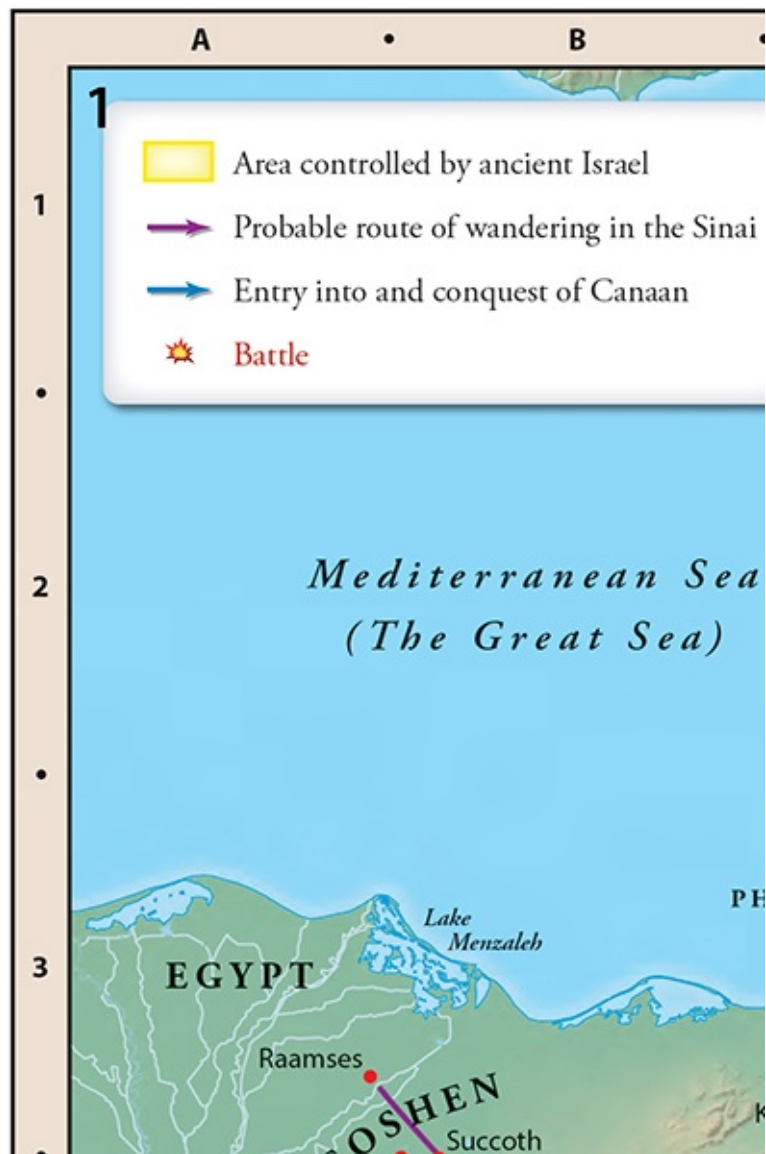 A • B •
1
1
Area controlled by ancient Israel
Probable route of wandering in the Sinai
Entry into and conquest of Canaan
Battle
•
2
Mediterranean Sea
(The Great Sea)
•
PH
Lake
Menzaleh
3
EGYPT
Raamses
OSHEN
Succoth
K